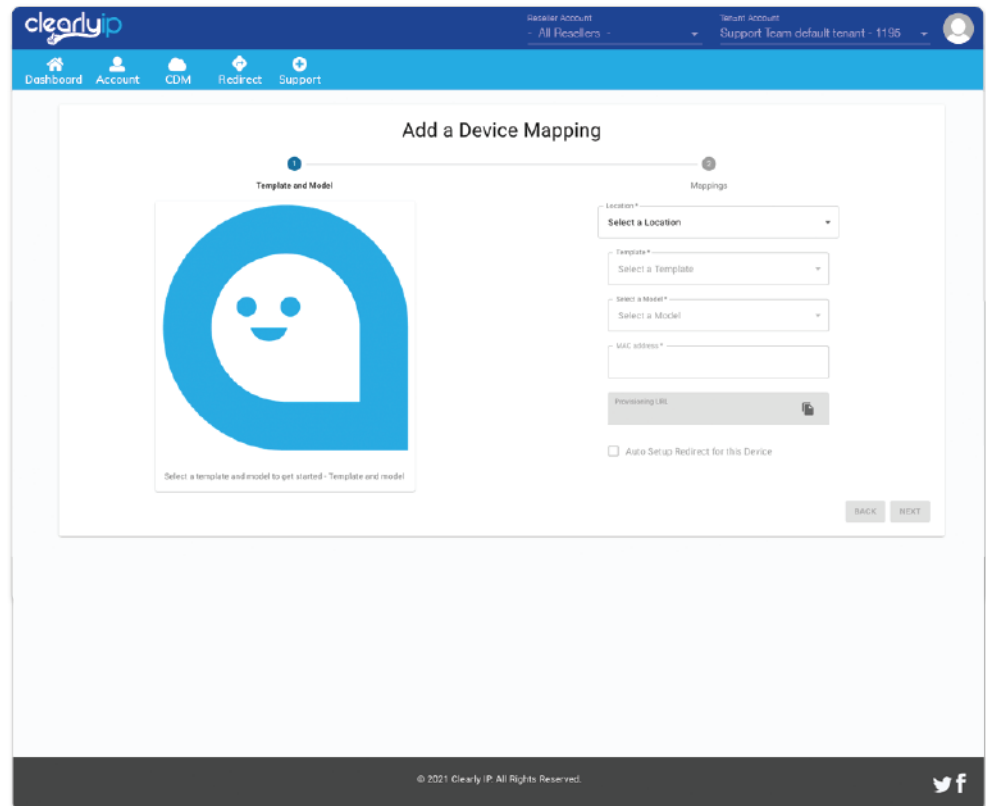 clearlyip
Reseller Account
- All Resellers -
Tenant Account
Support Team default tenant - 1195
Dashboard
Account
CDM
Redirect
Support
Add a Device Mapping
1
Template and Model
2
Mappings
Location *
Select a Location
Template *
Select a Template
Select a Model *
Select a Model
MAC address *
Provisioning URL
Auto Setup Redirect for this Device
Select a template and model to get started - Template and model
BACK
NEXT
© 2021 Clearly IP. All Rights Reserved.